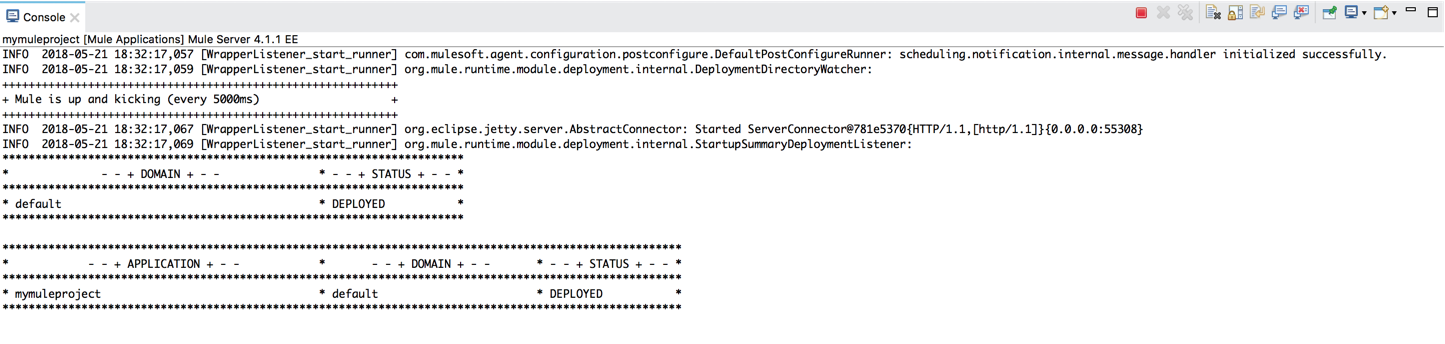 Console
mymuleproject [Mule Applications] Mule Server 4.1.1 EE
INFO  2018-05-21 18:32:17,057 [WrapperListener_start_runner] com.mulesoft.agent.configuration.postconfigure.DefaultPostConfigureRunner: scheduling.notification.internal.message.handler initialized successfully.
INFO  2018-05-21 18:32:17,059 [WrapperListener_start_runner] org.mule.runtime.module.deployment.internal.DeploymentDirectoryWatcher:
++++++++++++++++++++++++++++++++++++++++++++++++++++++++++++
+ Mule is up and kicking (every 5000ms)                    +
++++++++++++++++++++++++++++++++++++++++++++++++++++++++++++
INFO  2018-05-21 18:32:17,067 [WrapperListener_start_runner] org.eclipse.jetty.server.AbstractConnector: Started ServerConnector@781e5370{HTTP/1.1,[http/1.1]}{0.0.0.0:55308}
INFO  2018-05-21 18:32:17,069 [WrapperListener_start_runner] org.mule.runtime.module.deployment.internal.StartupSummaryDeploymentListener:
**********************************************************************
*              - - + DOMAIN + - -               * - - + STATUS + - - *
**********************************************************************
* default                                       * DEPLOYED           *
**********************************************************************
*******************************************************************************************************
*            - - + APPLICATION + - -            *       - - + DOMAIN + - -       * - - + STATUS + - - *
*******************************************************************************************************
* mymuleproject                                 * default                        * DEPLOYED           *
*******************************************************************************************************